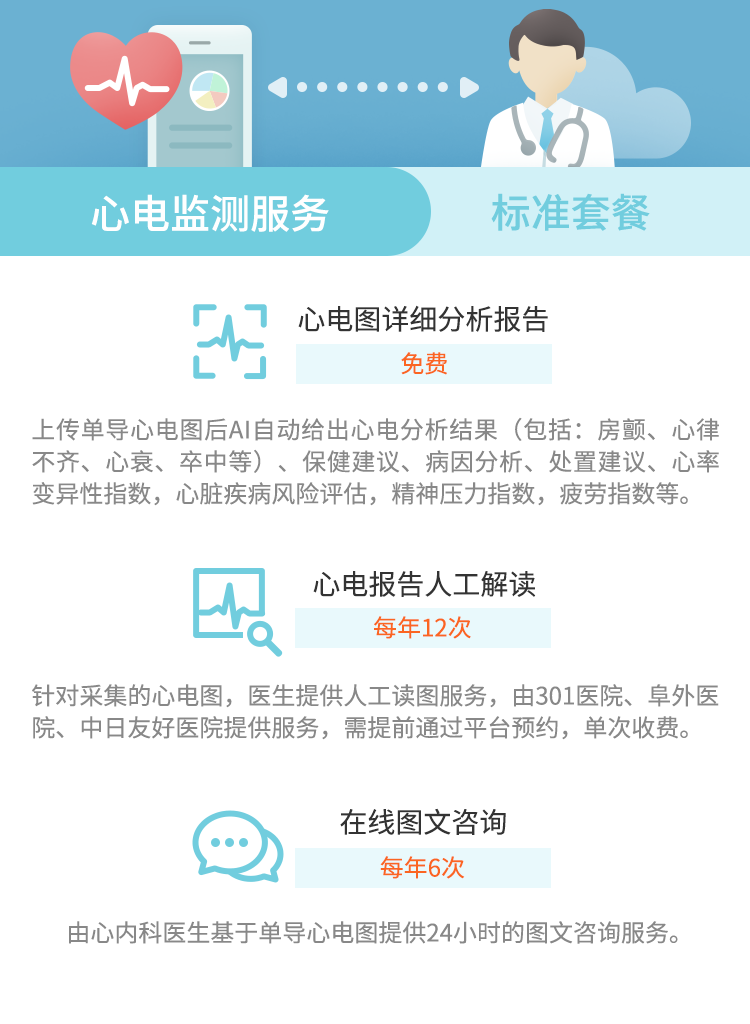 心电监测服务
标准套餐
心电图详细分析报告
免费
上传单导心电图后AI自动给出心电分析结果（包括：房颤、心律
不齐、心衰、卒中等）、保健建议、病因分析、处置建议、心率
变异性指数，心脏疾病风险评估，精神压力指数，疲劳指数等。
心电报告人工解读
每年12次
针对采集的心电图，医生提供人工读图服务，由301医院、阜外医
院、中日友好医院提供服务，需提前通过平台预约，单次收费。
在线图文咨询
每年6次
由心内科医生基于单导心电图提供24小时的图文咨询服务。